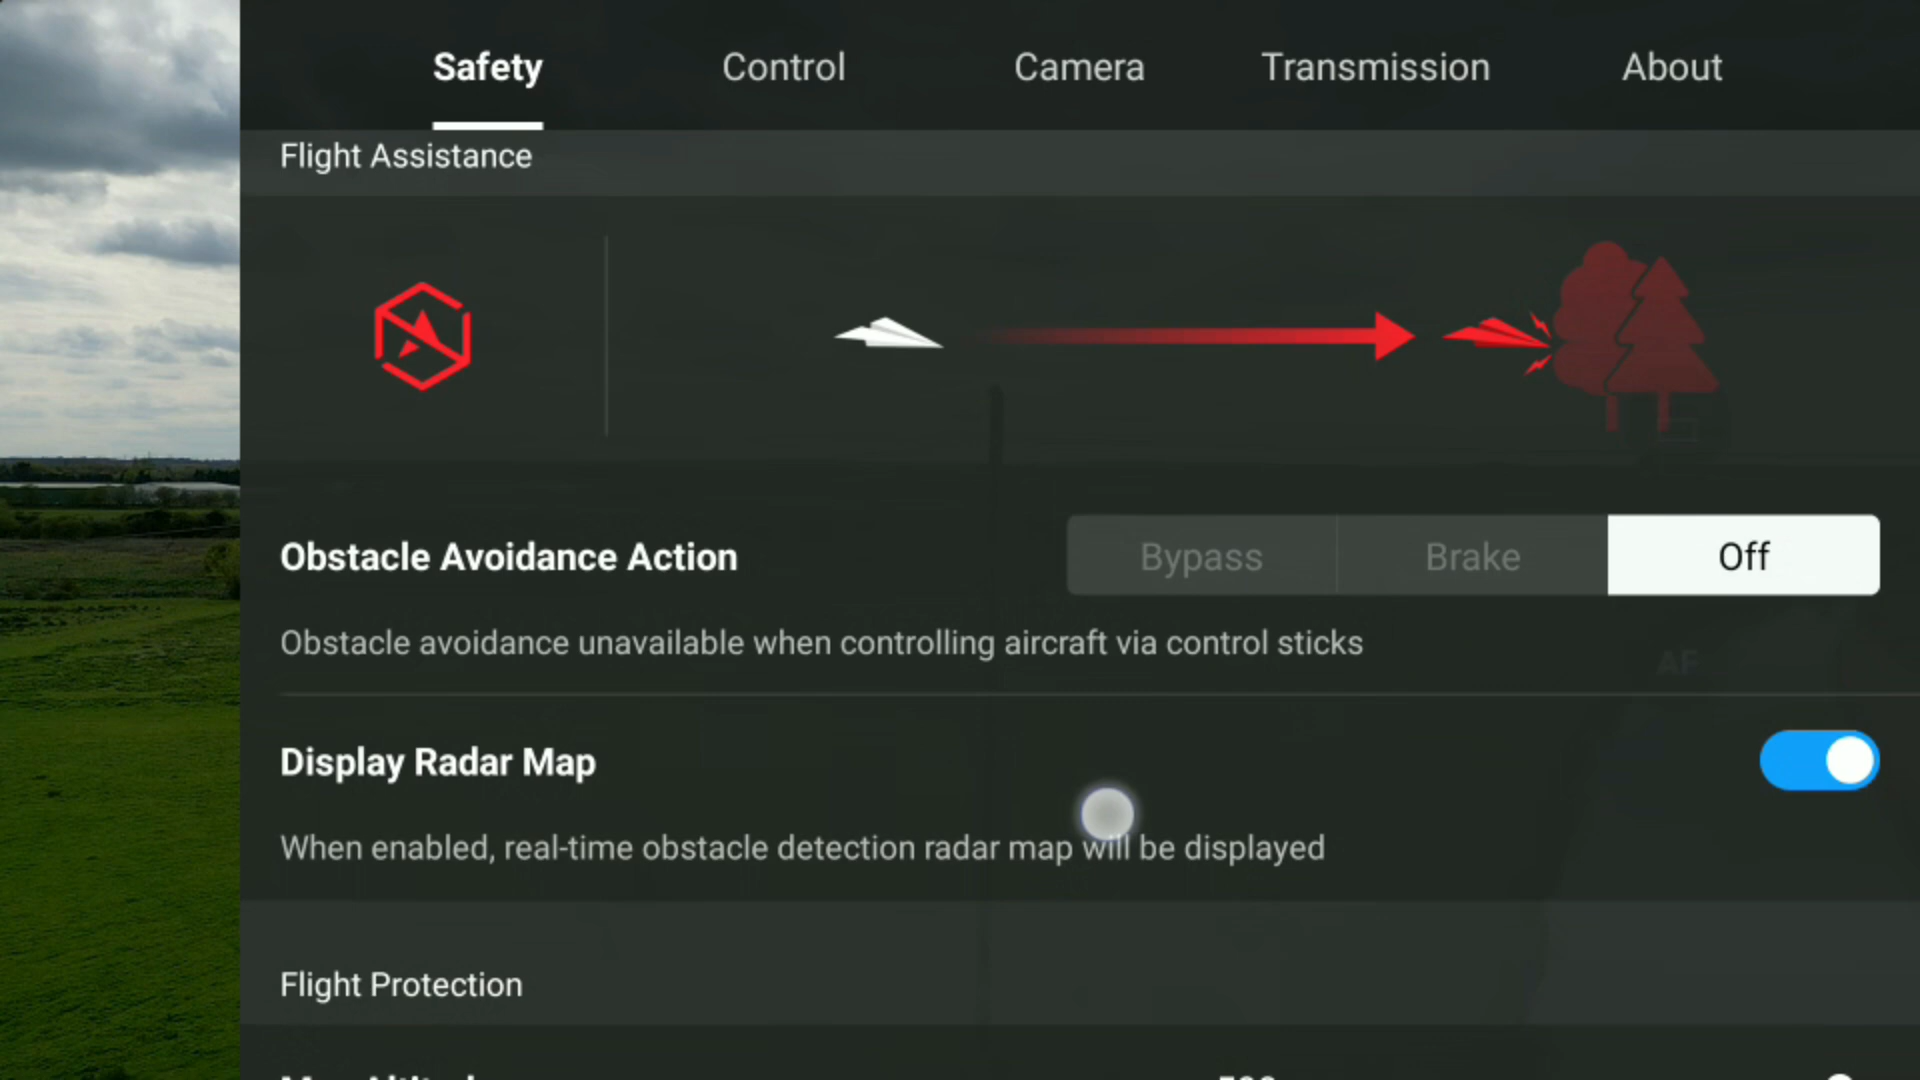 Safety Control Camera Transmission About
Flight Assistance
Obstacle Avoidance Action Bypass Brake Off
Obstacle avoidance unavailable when controlling aircraft via control sticks
AF
Display Radar Map
When enabled, real-time obstacle detection radar map will be displayed
Flight Protection